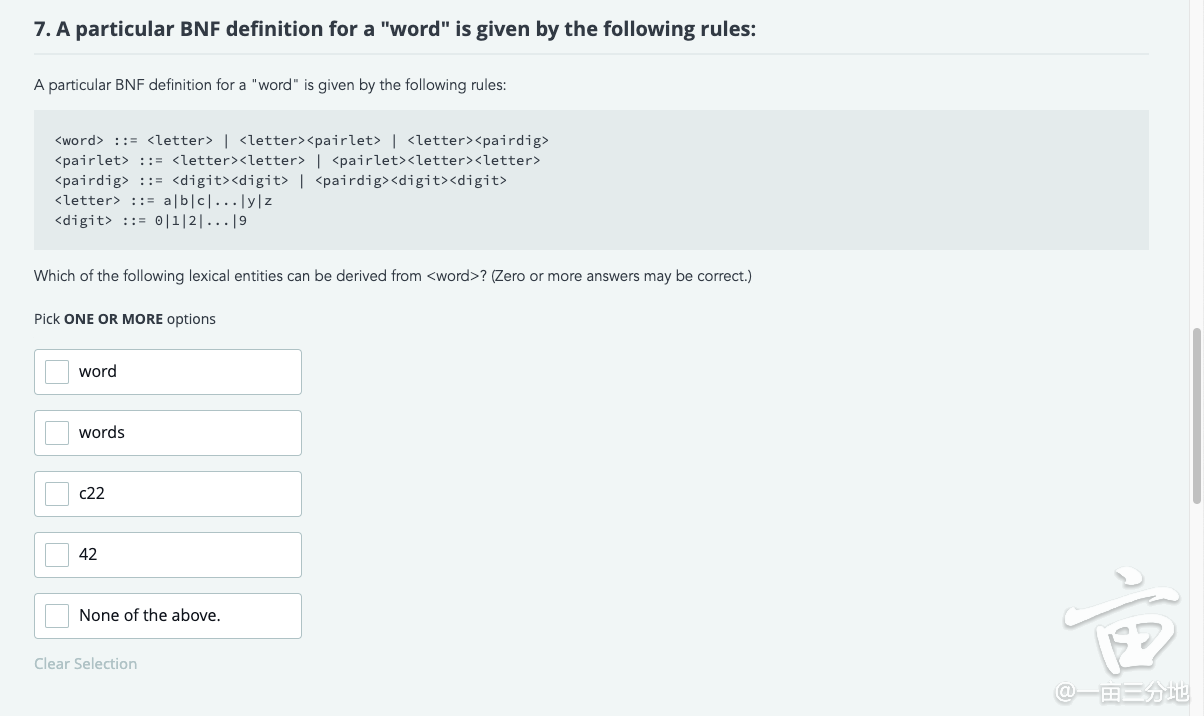 7. A particular BNF definition for a "word" is given by the following rules:
A particular BNF definition for a "word" is given by the following rules:
<word> ::= <letter> | <letter><pairlet> | <letter><pairdig>
<pairlet> ::= <letter><letter> | <pairlet><letter><letter>
<pairdig> ::= <digit><digit> | <pairdig><digit><digit>
<letter> ::= a|b|c|...|y|z
<digit> ::= 0|1|2|...|9
Which of the following lexical entities can be derived from <word>? (Zero or more answers may be correct.)
Pick ONE OR MORE options
word
words
c22
42
None of the above.
Clear Selection
亩
@一亩三分地